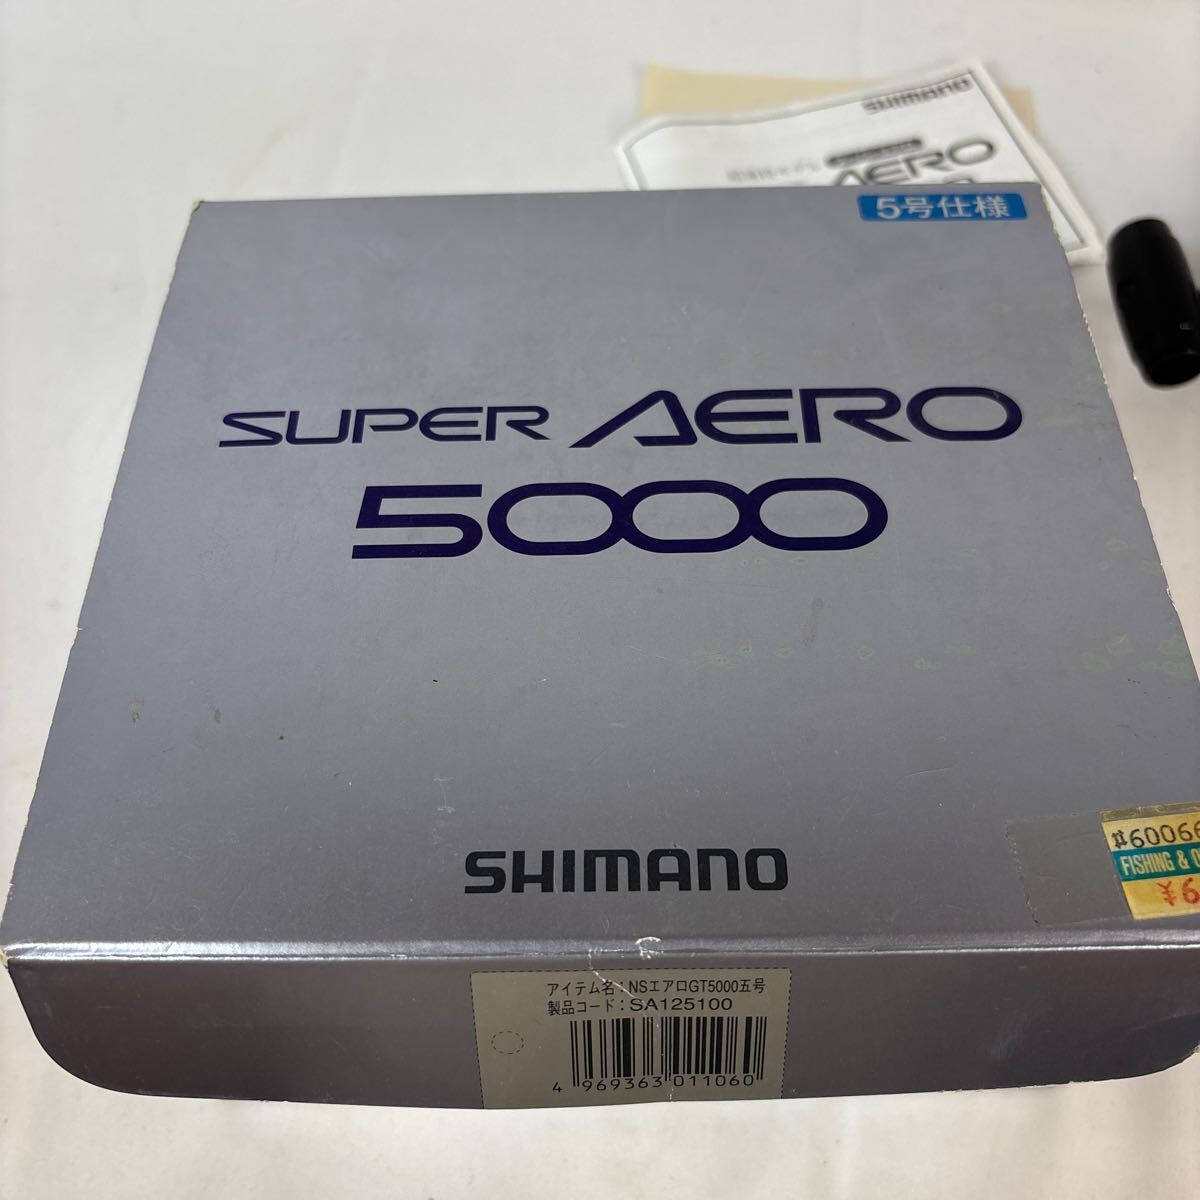 SHIMANO
AERO
5号仕様
SUPER AERO
5000
SHIMANO
#60066
FISHING & O
¥6
アイテム名:NSエアロGT5000五号
製品コード:SA125100
4 969363 011060